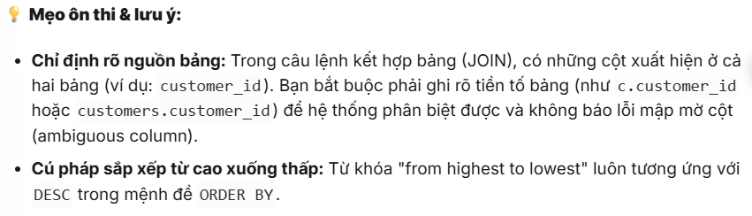 💡 Mẹo ôn thi & lưu ý:
• Chỉ định rõ nguồn bảng: Trong câu lệnh kết hợp bảng (JOIN), có những cột xuất hiện ở cả
hai bảng (ví dụ: customer_id). Bạn bắt buộc phải ghi rõ tiền tố bảng (như c.customer_id
hoặc customers.customer_id) để hệ thống phân biệt được và không báo lỗi mập mờ cột
(ambiguous column).
• Cú pháp sắp xếp từ cao xuống thấp: Từ khóa "from highest to lowest" luôn tương ứng với
DESC trong mệnh đề ORDER BY.